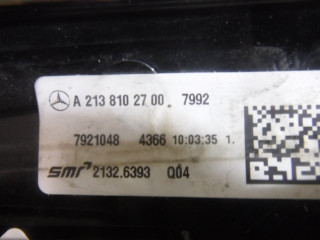 A 213 810 27 00 7992
7921048 4366 10:03:35 1.
smr 2132.6393 Q04